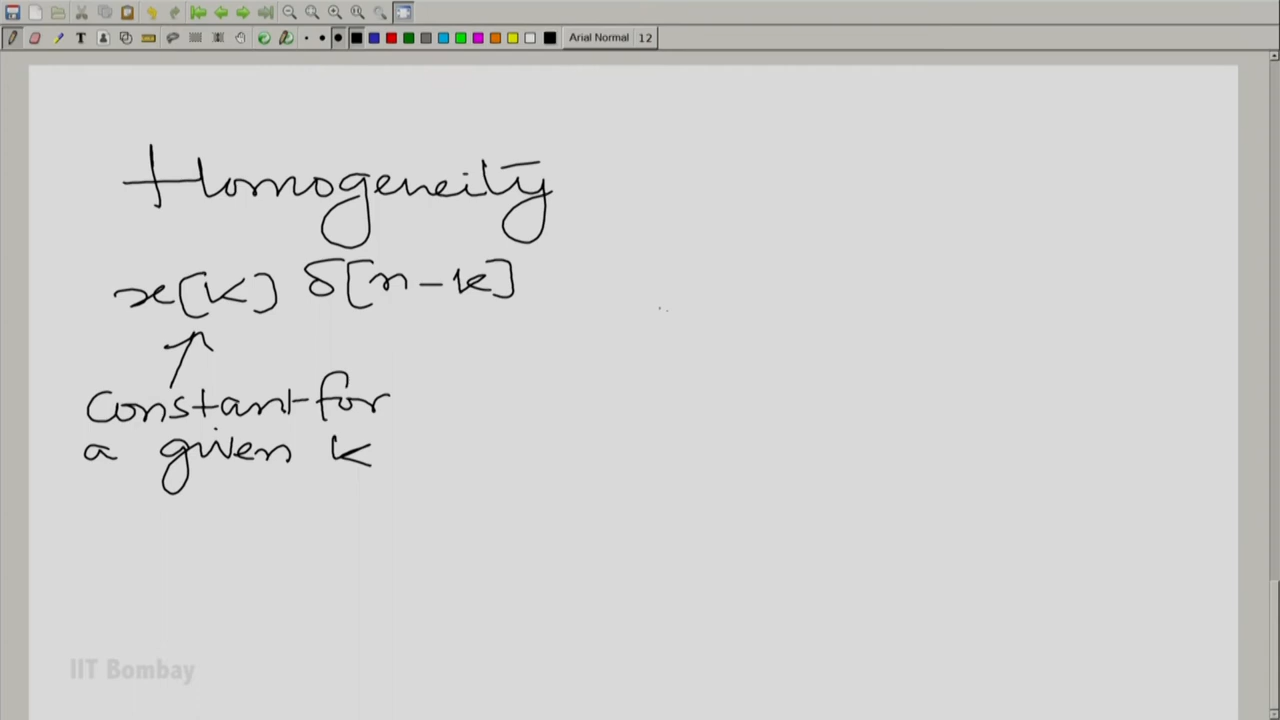 Arial Normal 12
Homogeneity
x[k] δ[n-k]
constant for
a given k
IIT Bombay